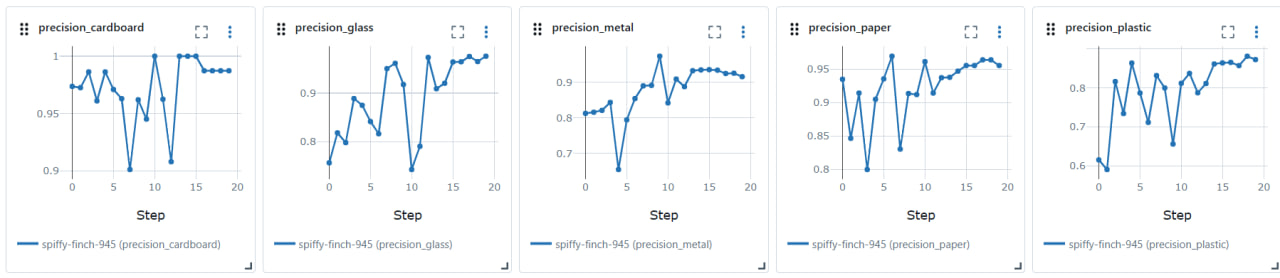 precision_cardboard
1
0.95
0.9
0 5 10 15 20
Step
spiffy-finch-945 (precision_cardboard)
precision_glass
0.9
0.8
0 5 10 15 20
Step
spiffy-finch-945 (precision_glass)
precision_metal
0.9
0.8
0.7
0 5 10 15 20
Step
spiffy-finch-945 (precision_metal)
precision_paper
0.95
0.9
0.85
0.8
0 5 10 15 20
Step
spiffy-finch-945 (precision_paper)
precision_plastic
0.8
0.7
0.6
0 5 10 15 20
Step
spiffy-finch-945 (precision_plastic)